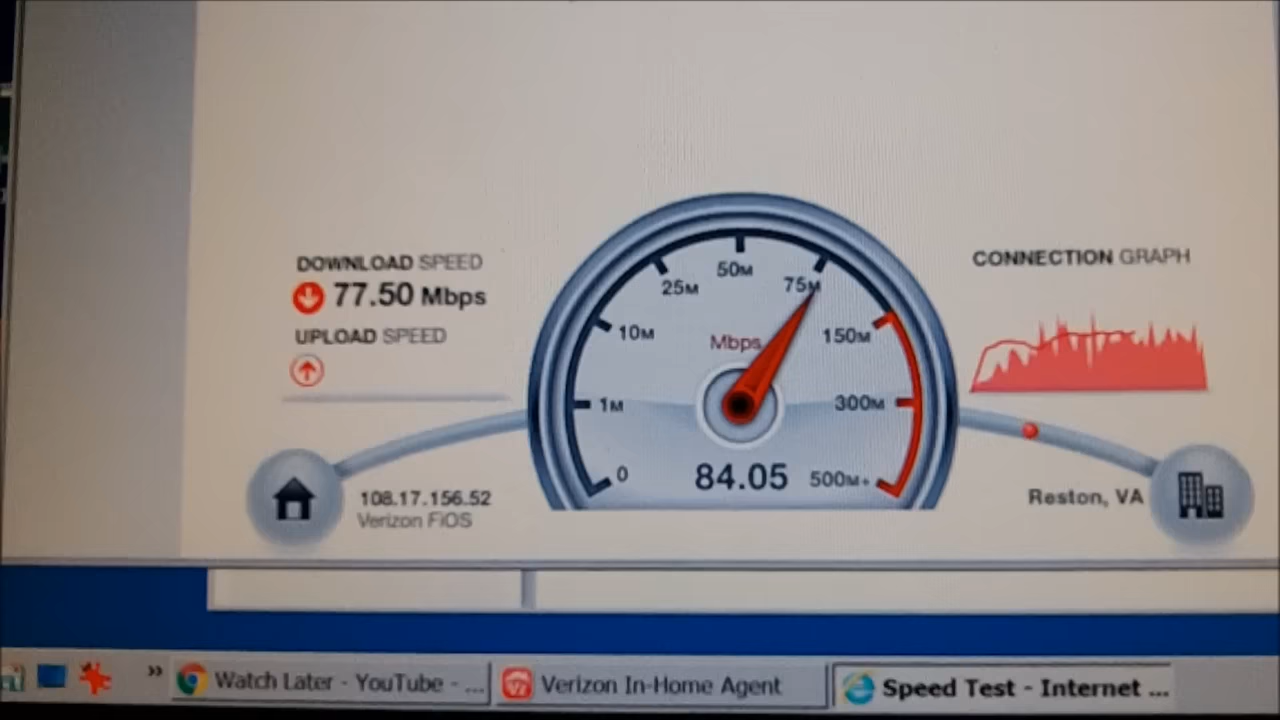 DOWNLOAD SPEED
77.50 Mbps
UPLOAD SPEED
CONNECTION GRAPH
0
1M
10M
25M
50M
75M
150M
300M
500M+
Mbps
84.05
108.17.156.52
Verizon FiOS
Reston, VA
»
Watch Later - YouTube - ...
Verizon In-Home Agent
Speed Test - Internet ...